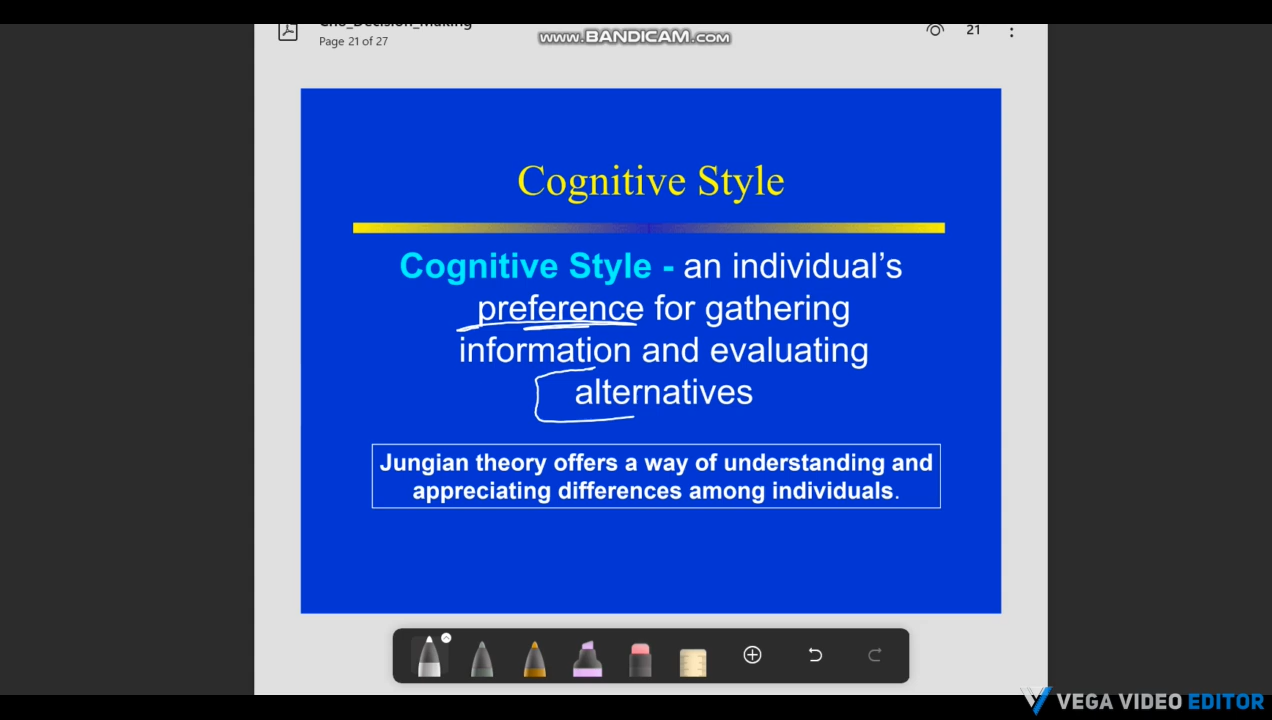 Page 21 of 27
www.BANDICAM.COM
21
Cognitive Style
Cognitive Style - an individual’s
preference for gathering
information and evaluating
alternatives
Jungian theory offers a way of understanding and
appreciating differences among individuals.
VEGA VIDEO EDITOR